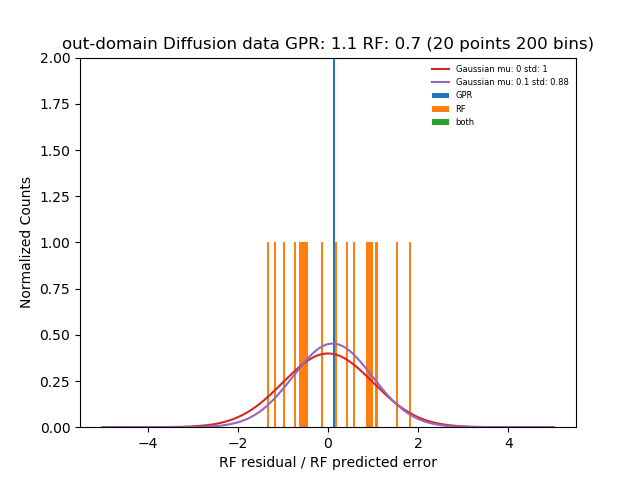 out-domain Diffusion data GPR: 1.1 RF: 0.7 (20 points 200 bins)
Gaussian mu: 0 std: 1
Gaussian mu: 0.1 std: 0.88
GPR
RF
both
Normalized Counts
2.00
1.75
1.50
1.25
1.00
0.75
0.50
0.25
0.00
−4 −2 0 2 4
RF residual / RF predicted error